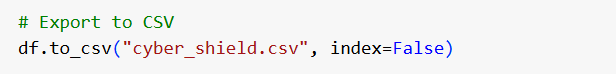 # Export to CSV
df.to_csv("cyber_shield.csv", index=False)